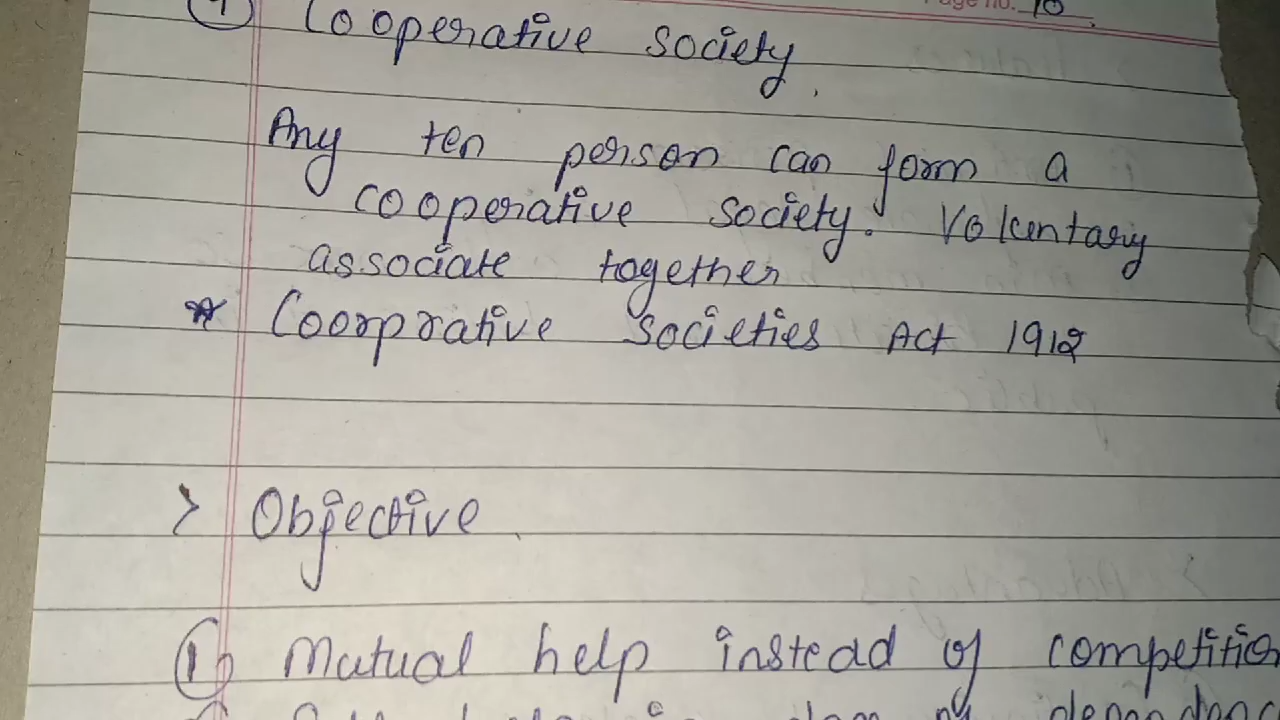 Page no. 10
Cooperative society.
Any ten person can form a
cooperative society. Voluntary
associate together
* Coorprative Societies Act 1912
> Objective
1) Mutual help instead of competition